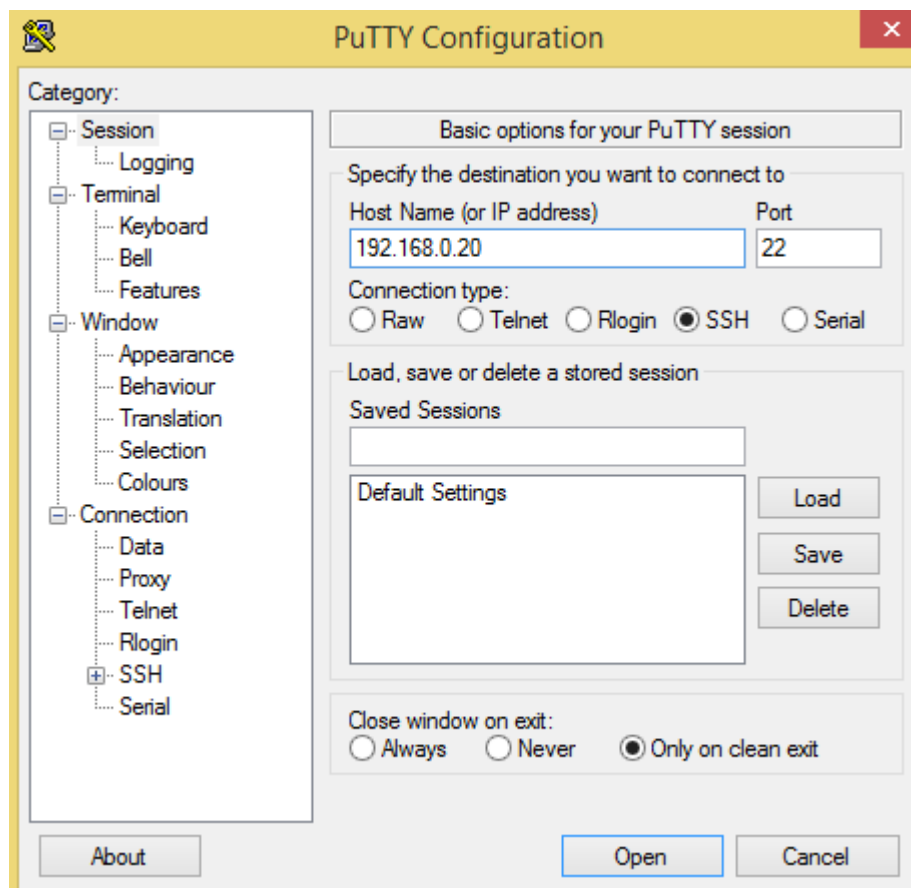 PuTTY Configuration
Category:
Session
Logging
Terminal
Keyboard
Bell
Features
Window
Appearance
Behaviour
Translation
Selection
Colours
Connection
Data
Proxy
Telnet
Rlogin
SSH
Serial
Basic options for your PuTTY session
Specify the destination you want to connect to
Host Name (or IP address) Port
192.168.0.20 22
Connection type:
Raw Telnet Rlogin SSH Serial
Load, save or delete a stored session
Saved Sessions
Default Settings
Load
Save
Delete
Close window on exit:
Always Never Only on clean exit
About Open Cancel